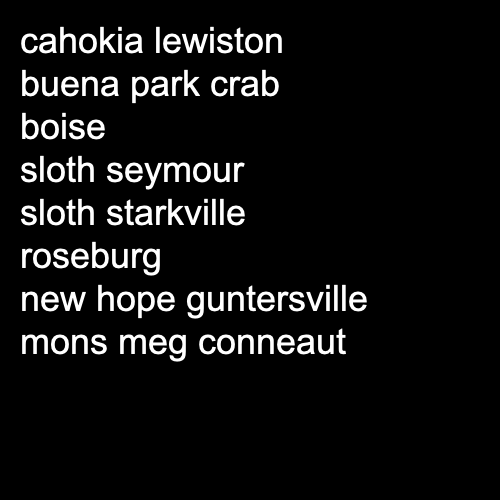 cahokia lewiston
buena park crab
boise
sloth seymour
sloth starkville
roseburg
new hope guntersville
mons meg conneaut